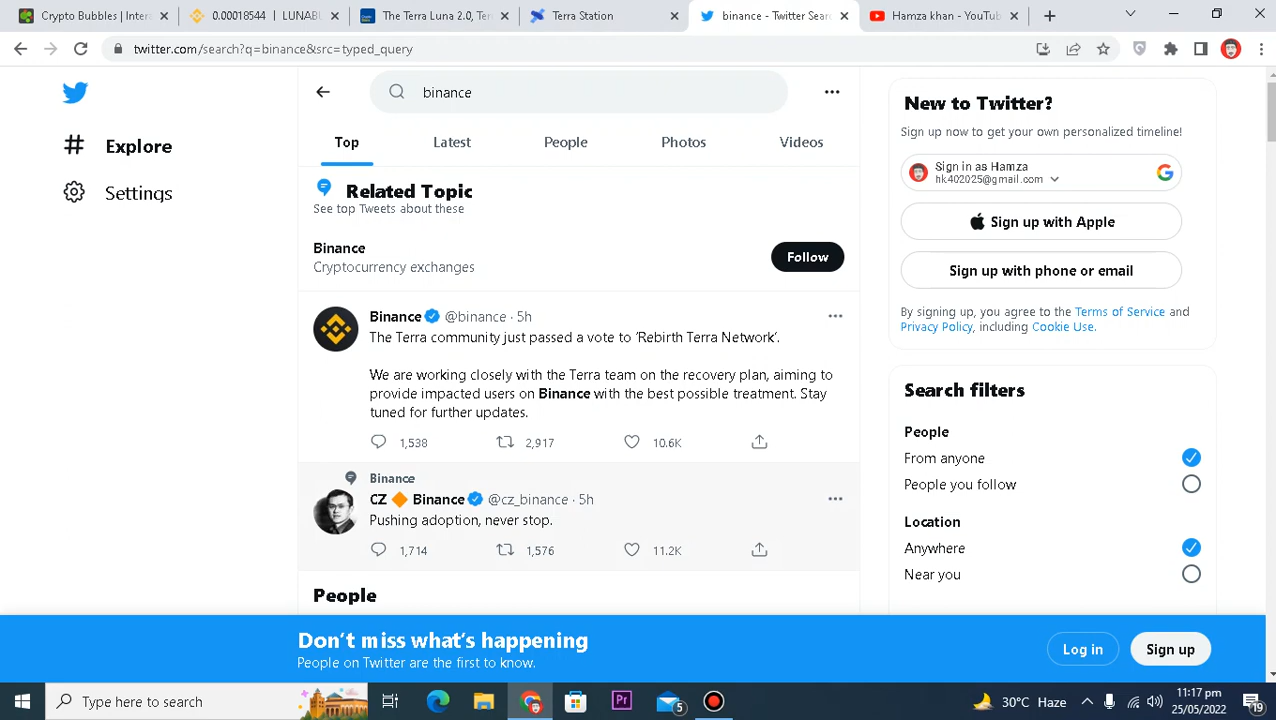 Crypto Bubbles | Inter
0.00018544 | LUNABU
The Terra Luna 2.0, Ter
Terra Station
binance - Twitter Sear
Hamza khan - YouTub
twitter.com/search?q=binance&src=typed_query
binance
Explore
Settings
Top
Latest
People
Photos
Videos
Related Topic
See top Tweets about these
Binance
Cryptocurrency exchanges
Follow
Binance @binance · 5h
The Terra community just passed a vote to ‘Rebirth Terra Network’.
We are working closely with the Terra team on the recovery plan, aiming to
provide impacted users on Binance with the best possible treatment. Stay
tuned for further updates.
1,538
2,917
10.6K
Binance
CZ Binance @cz_binance · 5h
Pushing adoption, never stop.
1,714
1,576
11.2K
People
New to Twitter?
Sign up now to get your own personalized timeline!
Sign in as Hamza
hk402025@gmail.com
Sign up with Apple
Sign up with phone or email
By signing up, you agree to the Terms of Service and
Privacy Policy, including Cookie Use.
Search filters
People
From anyone
People you follow
Location
Anywhere
Near you
Don’t miss what’s happening
People on Twitter are the first to know.
Log in
Sign up
Type here to search
Pr
5
30°C Haze
11:17 pm
25/05/2022
19